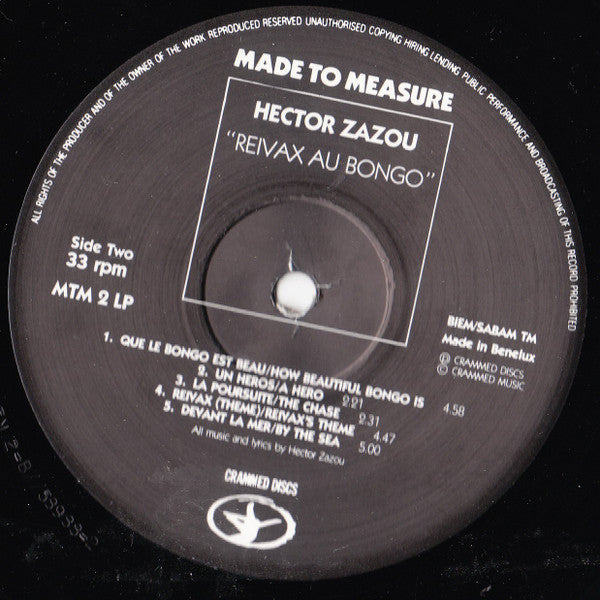 ALL RIGHTS OF THE PRODUCER AND OF THE OWNER OF THE WORK REPRODUCED RESERVED UNAUTHORISED COPYING HIRING LENDING PUBLIC PERFORMANCE AND BROADCASTING OF THIS RECORD PROHIBITED
MADE TO MEASURE
HECTOR ZAZOU
"REIVAX AU BONGO"
Side Two
33 rpm
MTM 2 LP
BIEM/SABAM TM
Made in Benelux
Ⓟ CRAMMED DISCS
© CRAMMED MUSIC
1. QUE LE BONGO EST BEAU/HOW BEAUTIFUL BONGO IS 4.58
2. UN HEROS/A HERO 2.21
3. LA POURSUITE/THE CHASE 2.31
4. REIVAX (THEME)/REIVAX'S THEME 4.47
5. DEVANT LA MER/BY THE SEA 5.00
All music and lyrics by Hector Zazou
CRAMMED DISCS